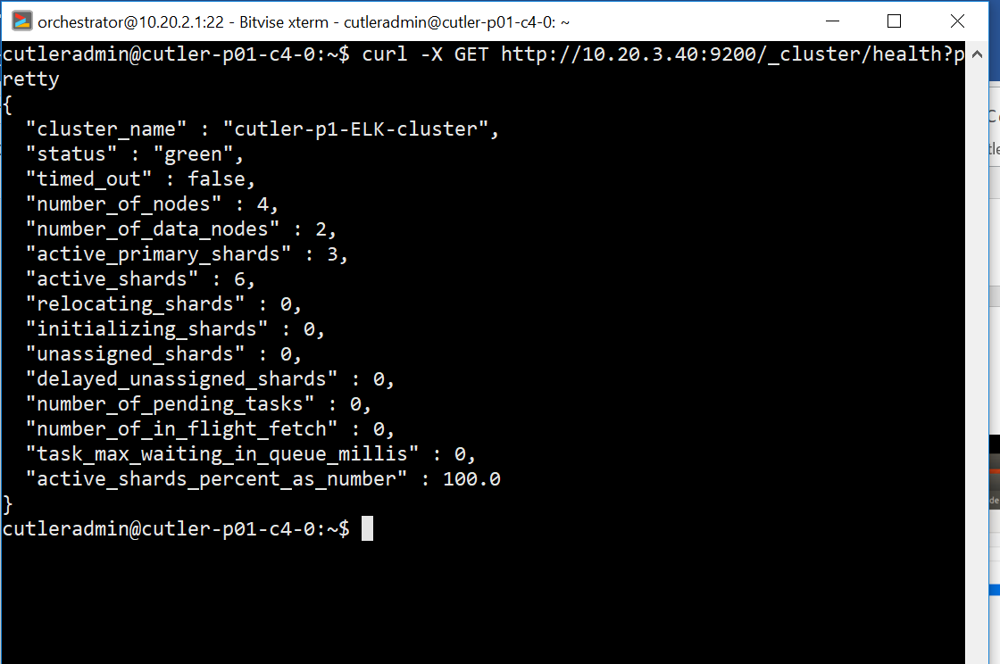 orchestrator@10.20.2.1:22 - Bitvise xterm - cutleradmin@cutler-p01-c4-0: ~
cutleradmin@cutler-p01-c4-0:~$ curl -X GET http://10.20.3.40:9200/_cluster/health?p
retty
{
  "cluster_name" : "cutler-p1-ELK-cluster",
  "status" : "green",
  "timed_out" : false,
  "number_of_nodes" : 4,
  "number_of_data_nodes" : 2,
  "active_primary_shards" : 3,
  "active_shards" : 6,
  "relocating_shards" : 0,
  "initializing_shards" : 0,
  "unassigned_shards" : 0,
  "delayed_unassigned_shards" : 0,
  "number_of_pending_tasks" : 0,
  "number_of_in_flight_fetch" : 0,
  "task_max_waiting_in_queue_millis" : 0,
  "active_shards_percent_as_number" : 100.0
}
cutleradmin@cutler-p01-c4-0:~$